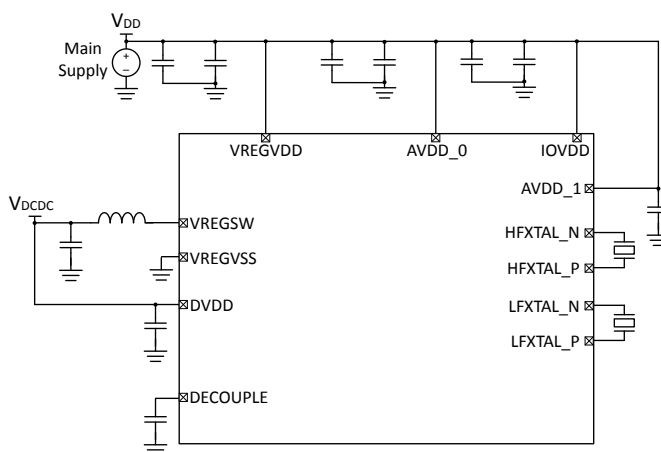 VDD
Main
Supply
+
−
VREGVDD
AVDD_0
IOVDD
AVDD_1
VDCDC
VREGSW
HFXTAL_N
VREGVSS
HFXTAL_P
DVDD
LFXTAL_N
LFXTAL_P
DECOUPLE